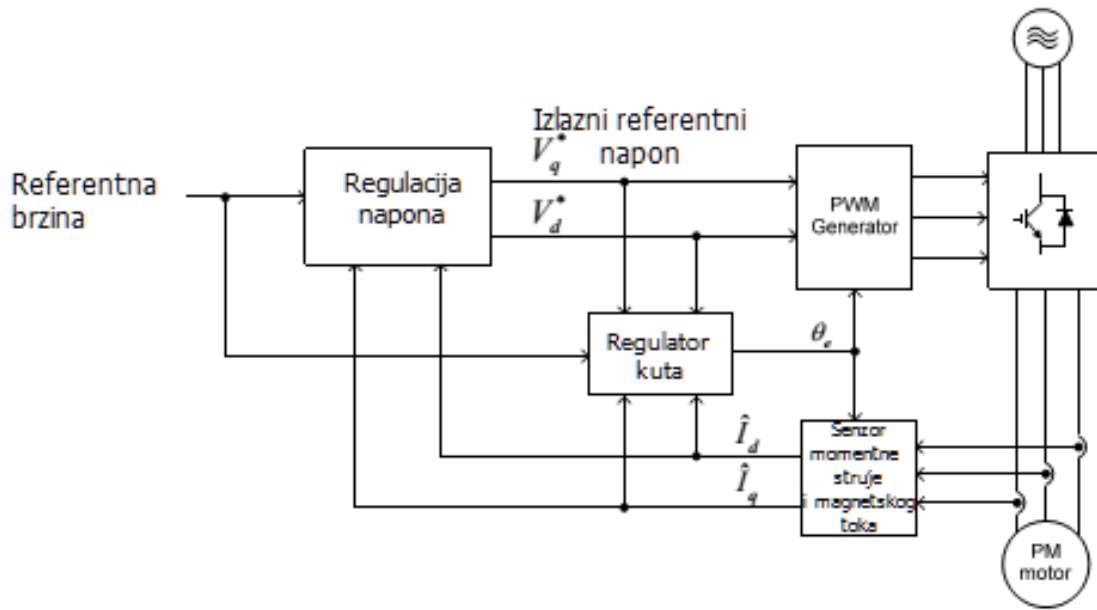 Izlazni referentni
napon
Referentna
brzina
Regulacija
napona
V*q
V*d
PWM
Generator
Regulator
kuta
θe
Îd
Îq
Senzor
momentne
struje
i magnetskog
toka
PM
motor